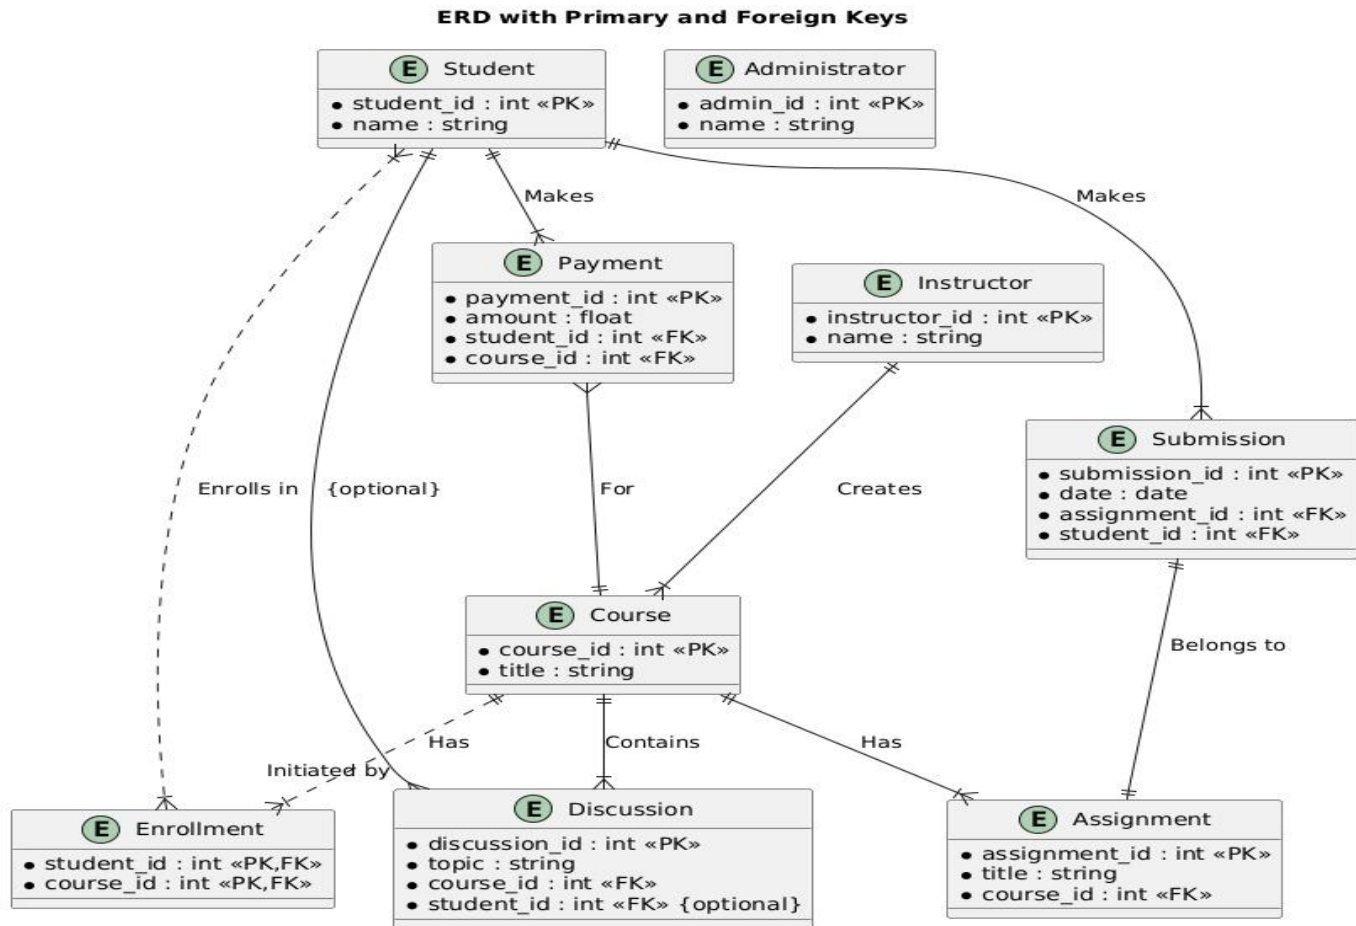 ERD with Primary and Foreign Keys
E Student
student_id : int «PK»
name : string
E Administrator
admin_id : int «PK»
name : string
Makes
Makes
E Payment
payment_id : int «PK»
amount : float
student_id : int «FK»
course_id : int «FK»
E Instructor
instructor_id : int «PK»
name : string
E Submission
submission_id : int «PK»
date : date
assignment_id : int «FK»
student_id : int «FK»
Enrolls in
{optional}
For
Creates
E Course
course_id : int «PK»
title : string
Belongs to
Has
Contains
Has
Initiated by
E Enrollment
student_id : int «PK,FK»
course_id : int «PK,FK»
E Discussion
discussion_id : int «PK»
topic : string
course_id : int «FK»
student_id : int «FK» {optional}
E Assignment
assignment_id : int «PK»
title : string
course_id : int «FK»